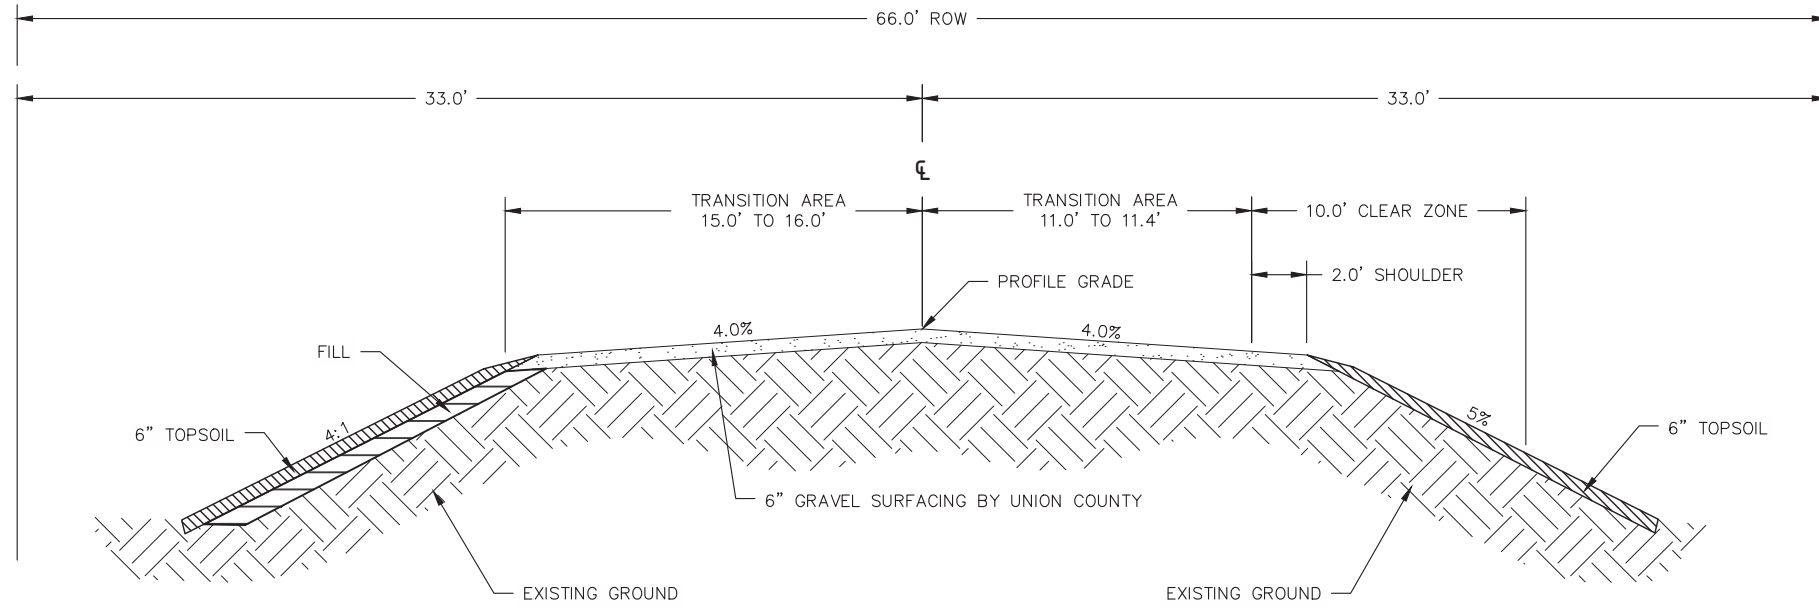 66.0' ROW
33.0'
33.0'
℄
TRANSITION AREA
15.0' TO 16.0'
TRANSITION AREA
11.0' TO 11.4'
10.0' CLEAR ZONE
2.0' SHOULDER
PROFILE GRADE
4.0%
4.0%
FILL
6" TOPSOIL
4:1
5%
6" TOPSOIL
6" GRAVEL SURFACING BY UNION COUNTY
EXISTING GROUND
EXISTING GROUND